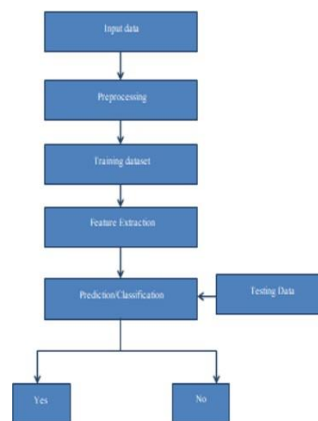 Input data
Preprocessing
Training dataset
Feature Extraction
Prediction/Classification
Testing Data
Yes
No